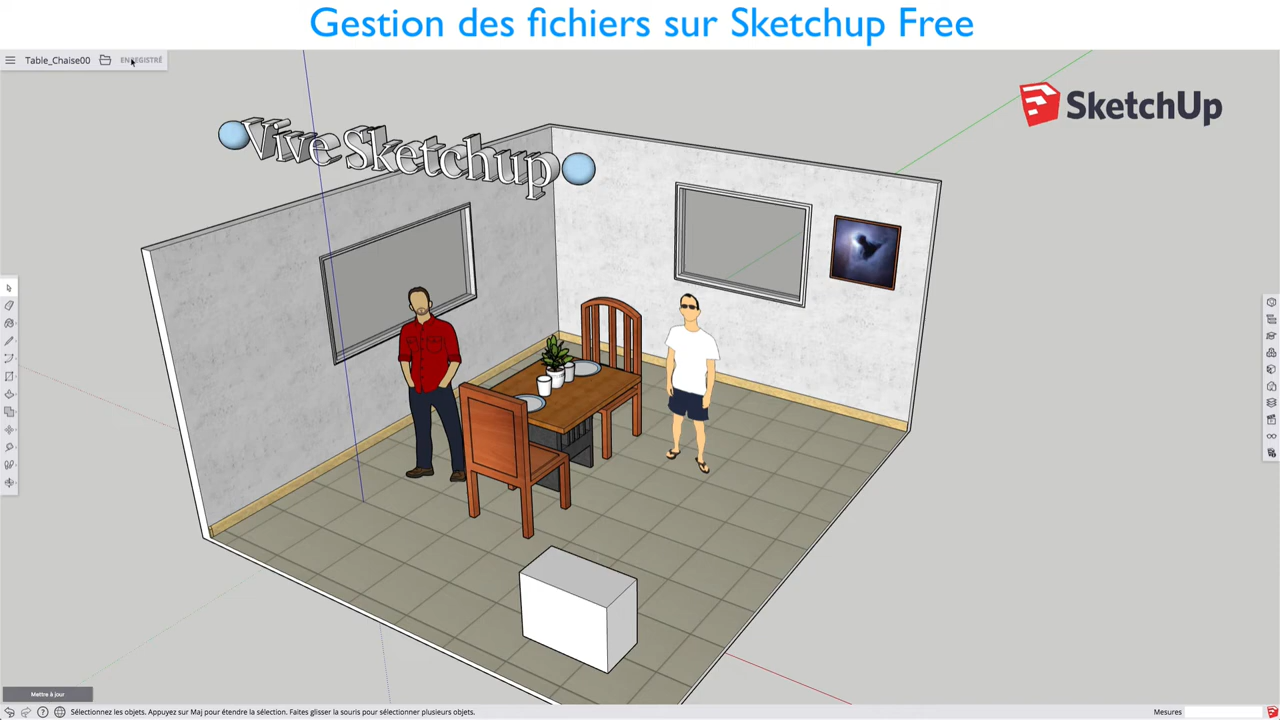 Gestion des fichiers sur Sketchup Free
Table_Chaise00 ENREGISTRÉ
SketchUp
Vive Sketchup
Mettre à jour
Sélectionnez les objets. Appuyez sur Maj pour étendre la sélection. Faites glisser la souris pour sélectionner plusieurs objets.
Mesures